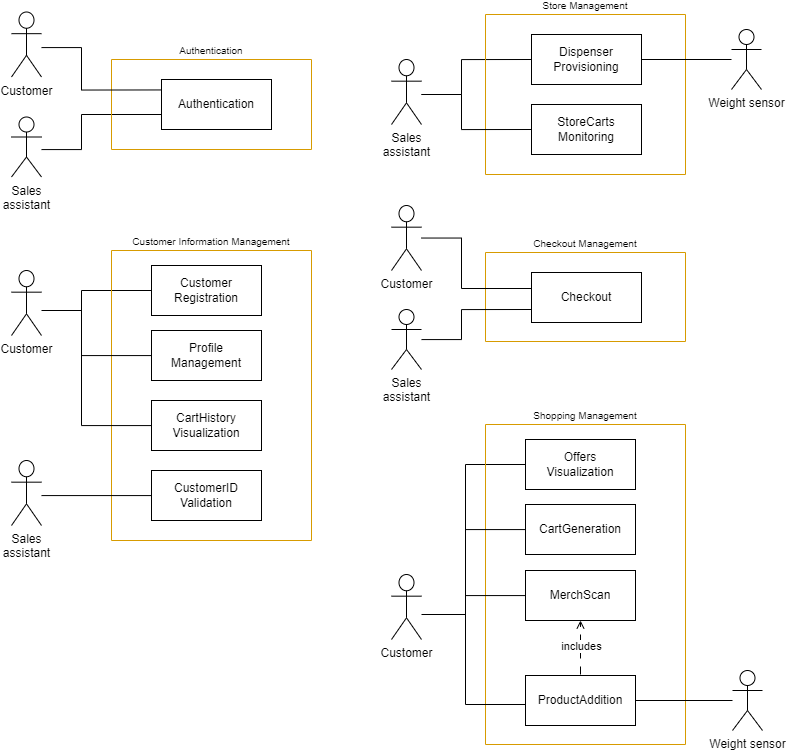 Authentication
Customer
Authentication
Sales
assistant
Customer Information Management
Customer
Registration
Customer
Profile
Management
CartHistory
Visualization
CustomerID
Validation
Sales
assistant
Store Management
Dispenser
Provisioning
Weight sensor
StoreCarts
Monitoring
Sales
assistant
Checkout Management
Customer
Checkout
Sales
assistant
Shopping Management
Offers
Visualization
CartGeneration
MerchScan
Customer
includes
ProductAddition
Weight sensor